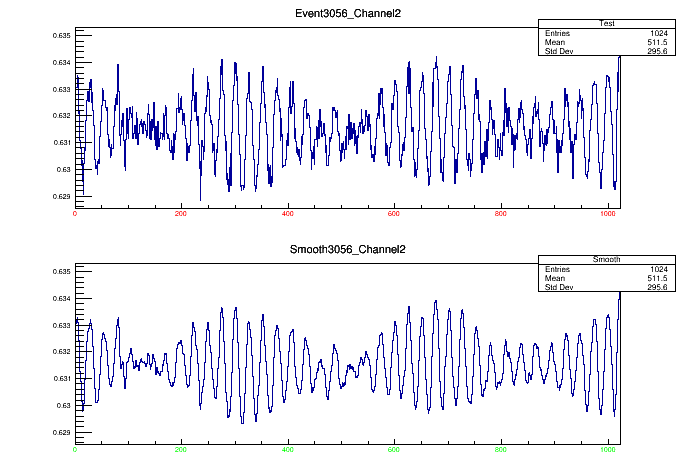 Event3056_Channel2
Test
Entries 1024
Mean 511.5
Std Dev 295.6
0.635
0.634
0.633
0.632
0.631
0.63
0.629
0 200 400 600 800 1000
Smooth3056_Channel2
Smooth
Entries 1024
Mean 511.5
Std Dev 295.6
0.635
0.634
0.633
0.632
0.631
0.63
0.629
0 200 400 600 800 1000